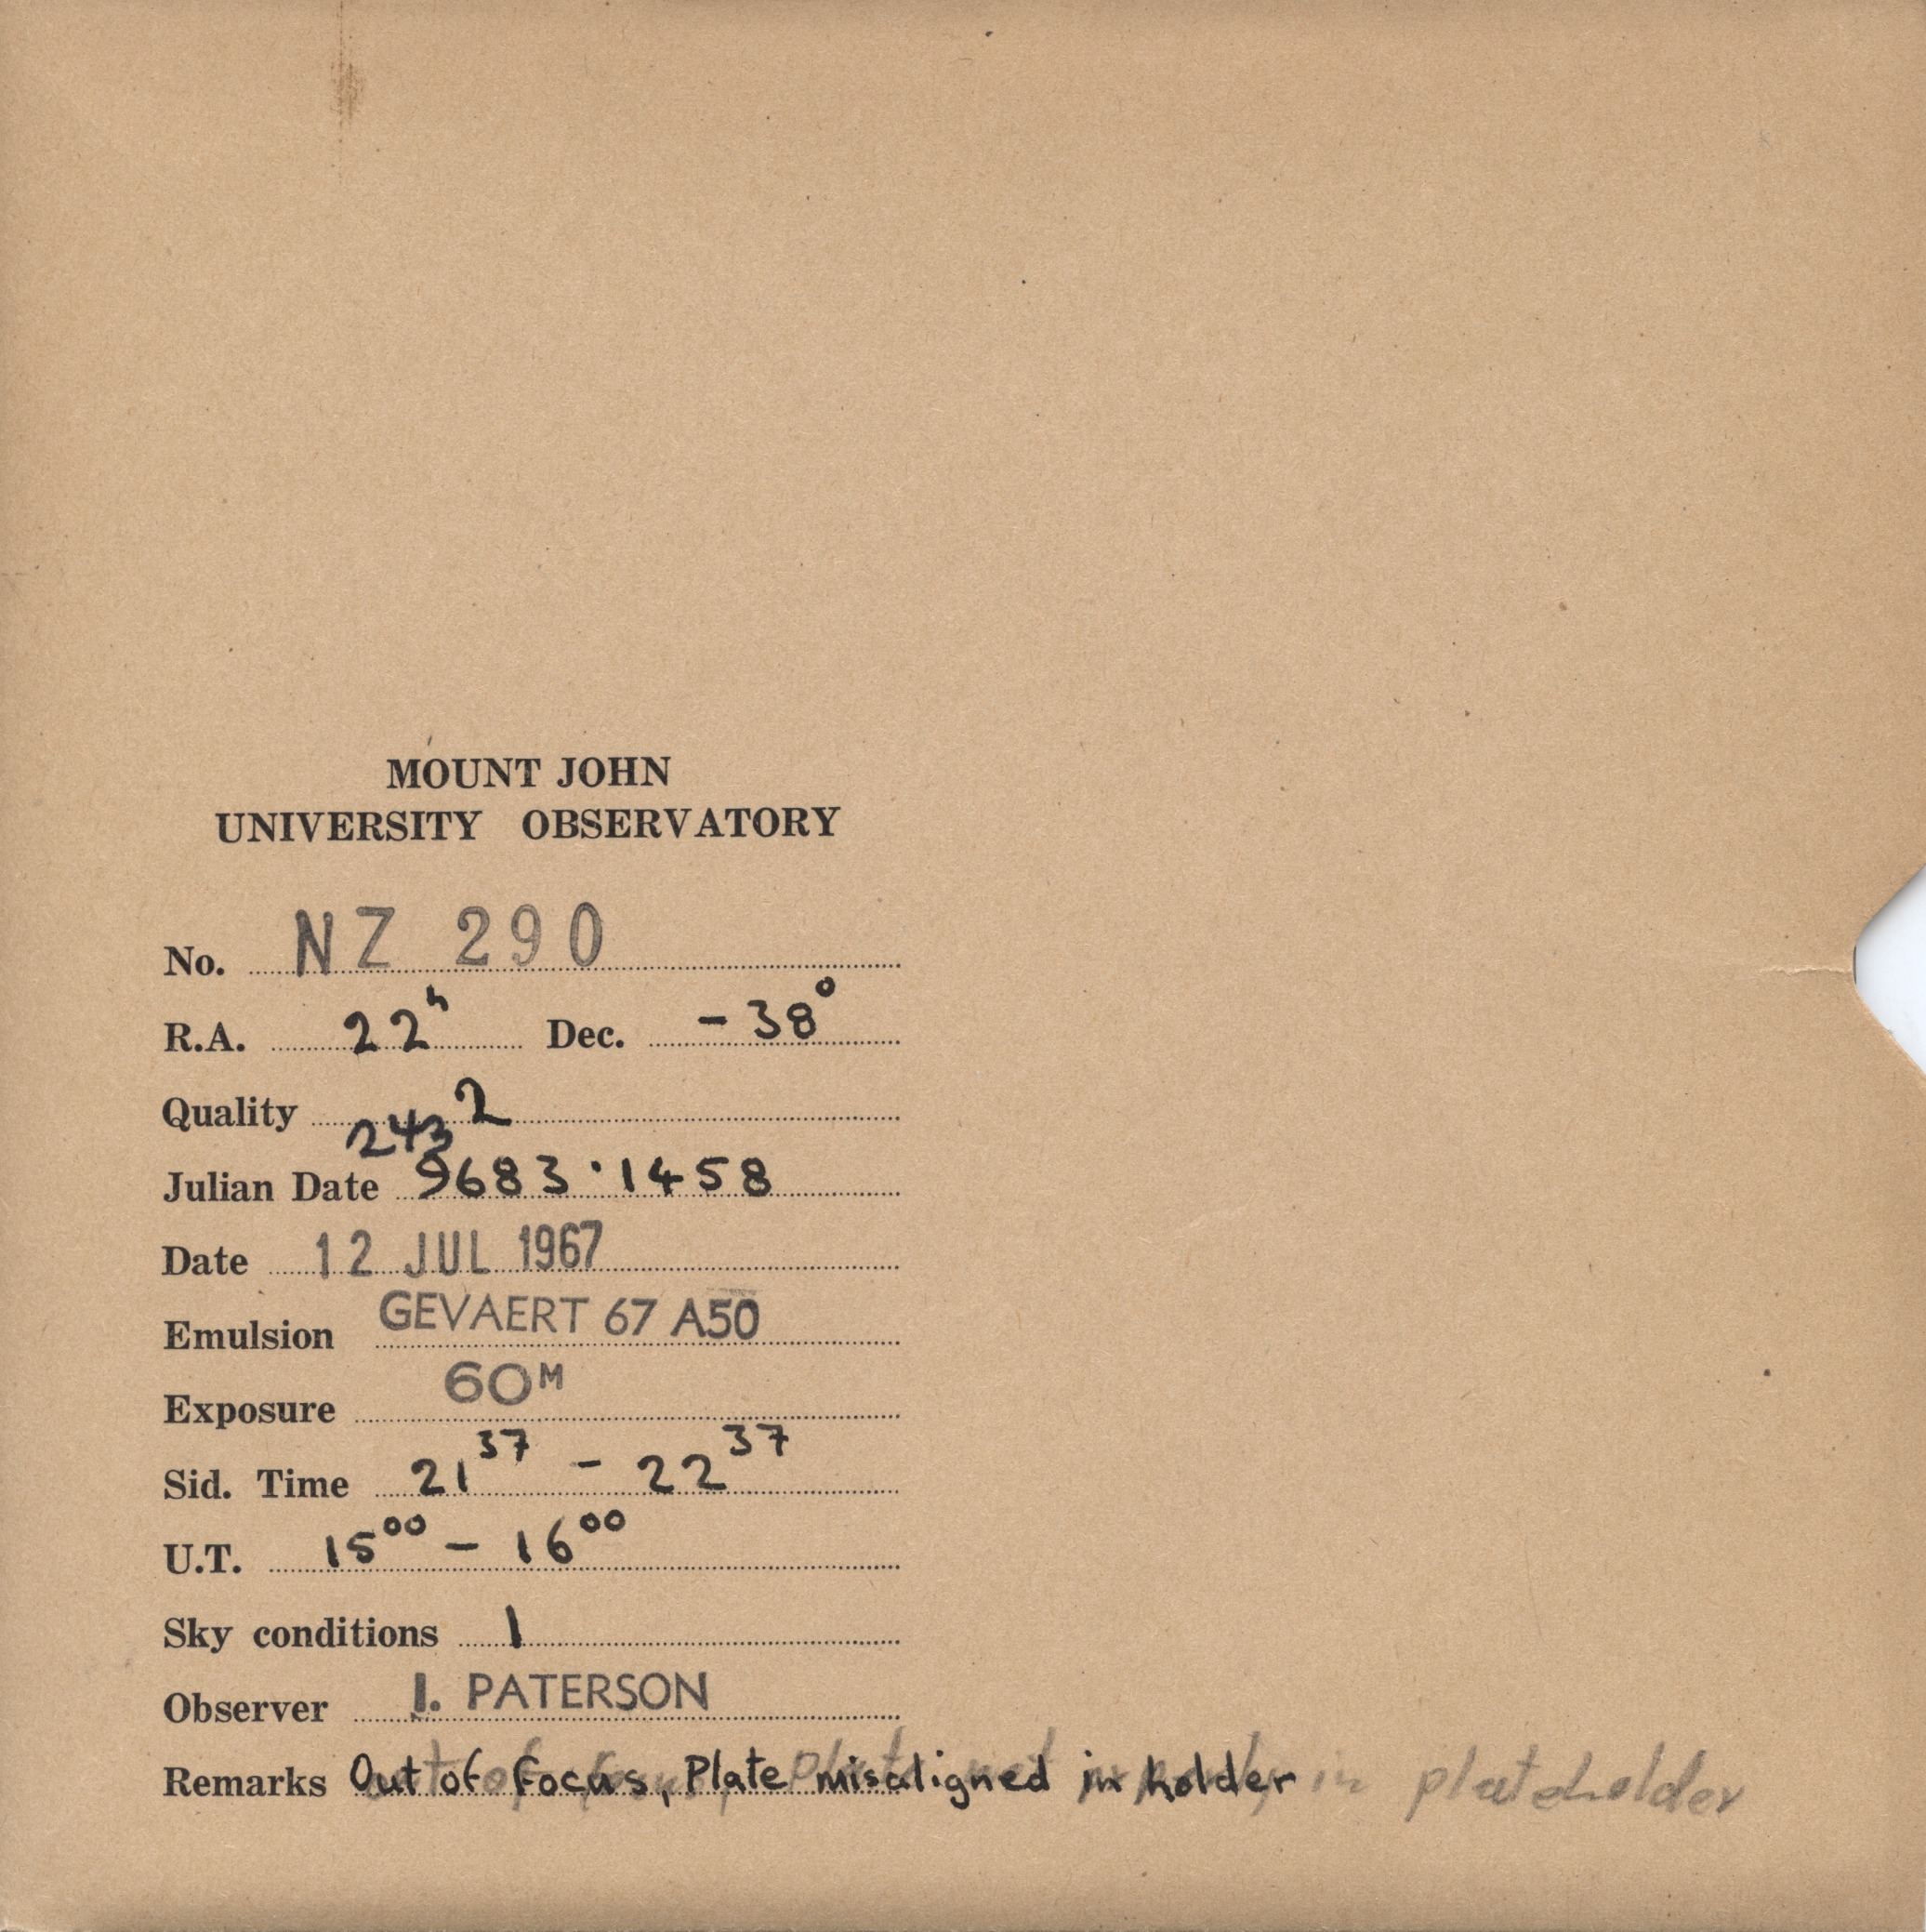 MOUNT JOHN
UNIVERSITY OBSERVATORY
No. NZ 290
R.A. 22h Dec. -38°
Quality 2
243
Julian Date 9683·1458
Date 12 JUL 1967
Emulsion GEVAERT 67 A50
Exposure 60M
Sid. Time 21 37 - 22 37
U.T. 15 00 - 16 00
Sky conditions 1
Observer I. PATERSON
Remarks Out of focus, Plate misaligned in holder in plateholder